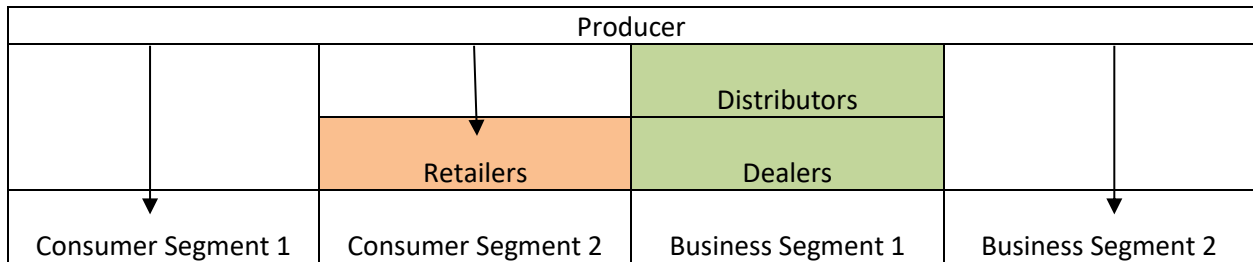 Producer
Distributors
Retailers
Dealers
Consumer Segment 1
Consumer Segment 2
Business Segment 1
Business Segment 2